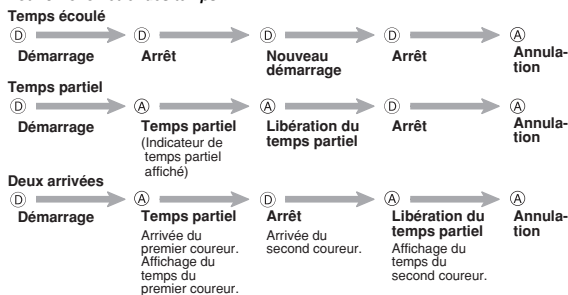 Temps écoulé
Ⓓ Ⓓ Ⓓ Ⓓ Ⓐ
Démarrage Arrêt Nouveau démarrage Arrêt Annula-
tion
Temps partiel
Ⓓ Ⓐ Ⓐ Ⓓ Ⓐ
Démarrage Temps partiel Libération du temps partiel Arrêt Annula-
tion
(Indicateur de
temps partiel
affiché)
Deux arrivées
Ⓓ Ⓐ Ⓓ Ⓐ Ⓐ
Démarrage Temps partiel Arrêt Libération du temps partiel Annula-
tion
Arrivée du
premier coureur.
Affichage du
temps du
premier coureur.
Arrivée du
second coureur.
Affichage du
temps du
second coureur.